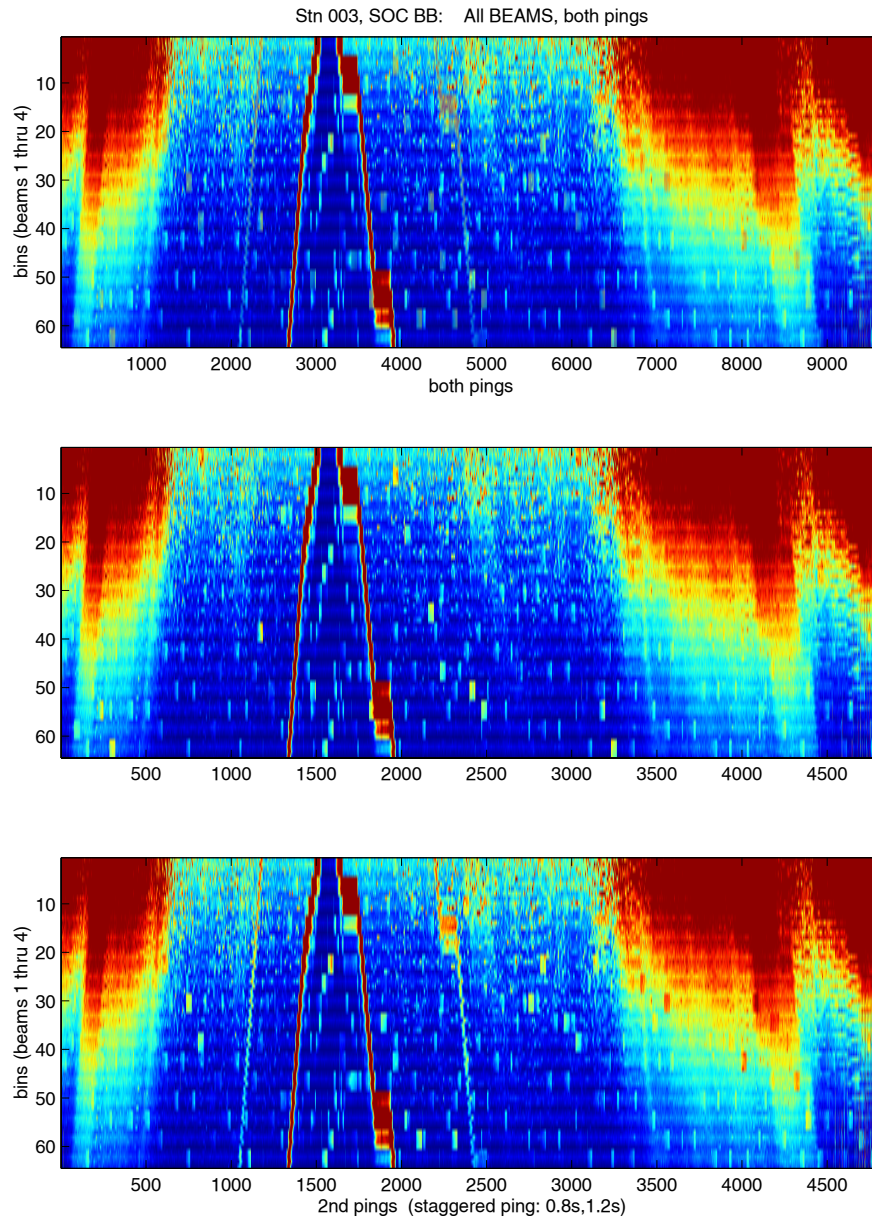 Stn 003, SOC BB: All BEAMS, both pings
bins (beams 1 thru 4)
10
20
30
40
50
60
1000 2000 3000 4000 5000 6000 7000 8000 9000
both pings
10
20
30
40
50
60
500 1000 1500 2000 2500 3000 3500 4000 4500
bins (beams 1 thru 4)
10
20
30
40
50
60
500 1000 1500 2000 2500 3000 3500 4000 4500
2nd pings (staggered ping: 0.8s,1.2s)